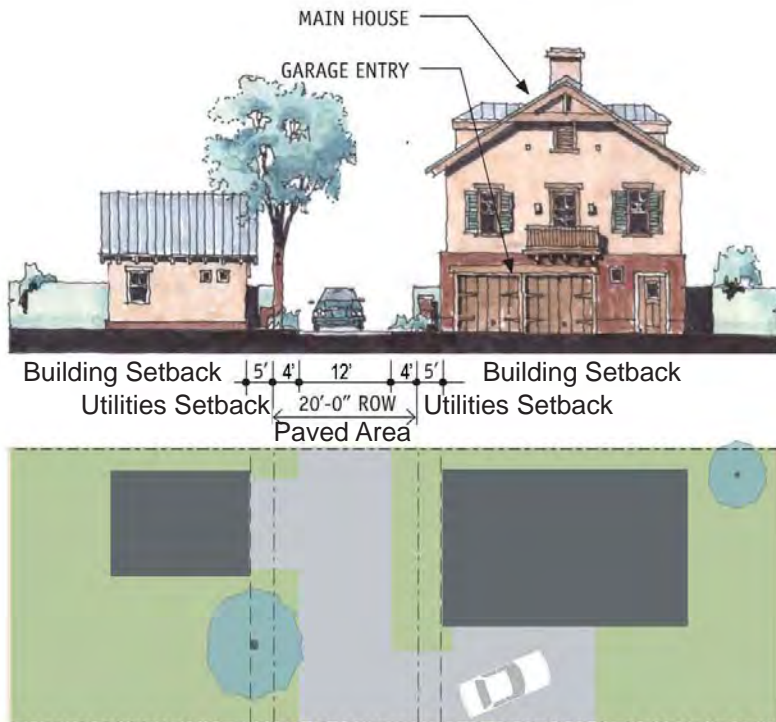 MAIN HOUSE
GARAGE ENTRY
Building Setback 5' 4' 12' 4' 5' Building Setback
Utilities Setback 20'-0" ROW Utilities Setback
Paved Area